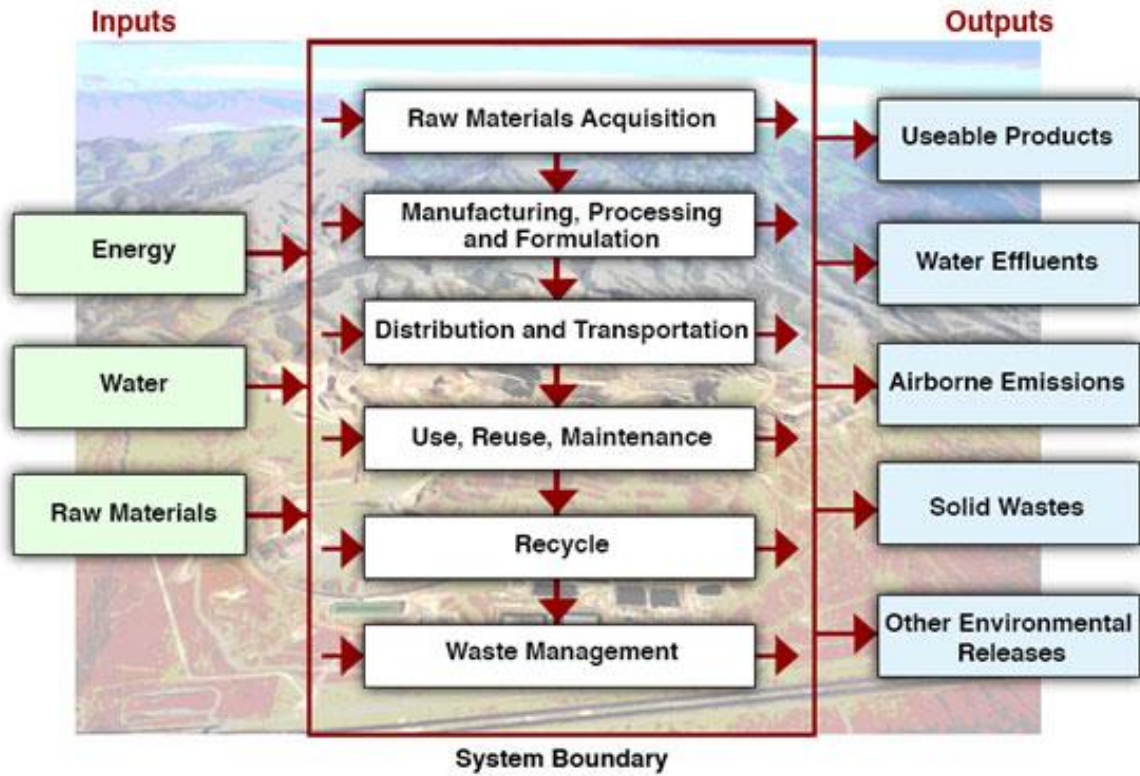 Inputs
Outputs
Raw Materials Acquisition
Useable Products
Manufacturing, Processing
and Formulation
Energy
Water Effluents
Distribution and Transportation
Water
Airborne Emissions
Use, Reuse, Maintenance
Raw Materials
Solid Wastes
Recycle
Other Environmental
Releases
Waste Management
System Boundary